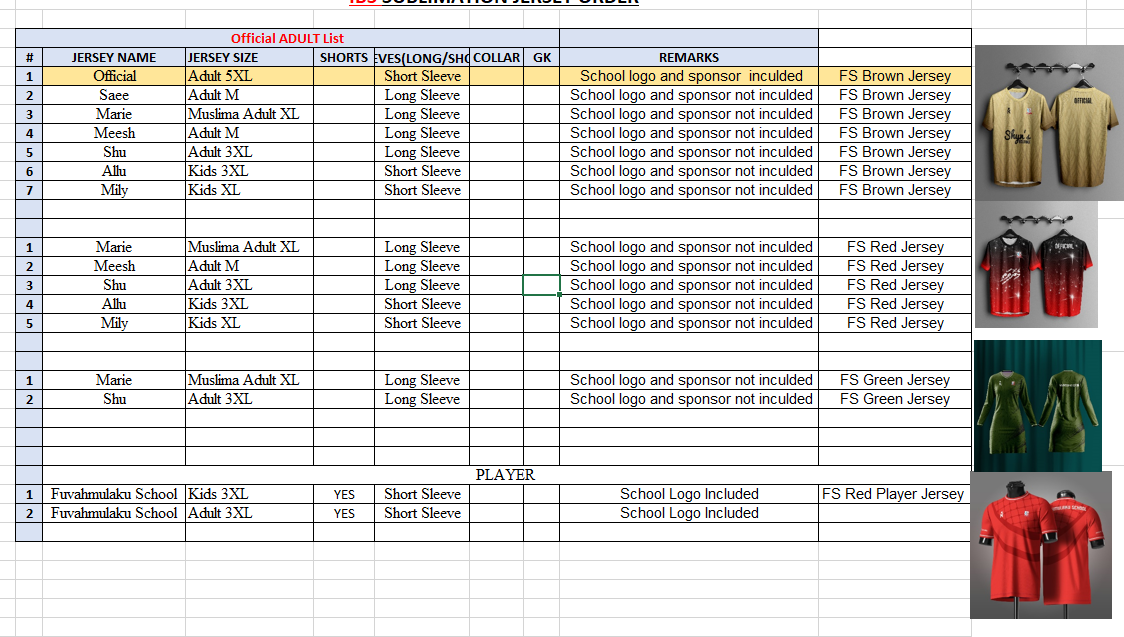 IBS SUBLIMATION JERSEY ORDER
Official ADULT List
# JERSEY NAME JERSEY SIZE SHORTS EVES(LONG/SHO COLLAR GK REMARKS
1 Official Adult 5XL Short Sleeve School logo and sponsor inculded FS Brown Jersey
2 Saee Adult M Long Sleeve School logo and sponsor not inculded FS Brown Jersey
3 Marie Muslima Adult XL Long Sleeve School logo and sponsor not inculded FS Brown Jersey
4 Meesh Adult M Long Sleeve School logo and sponsor not inculded FS Brown Jersey
5 Shu Adult 3XL Long Sleeve School logo and sponsor not inculded FS Brown Jersey
6 Allu Kids 3XL Short Sleeve School logo and sponsor not inculded FS Brown Jersey
7 Mily Kids XL Short Sleeve School logo and sponsor not inculded FS Brown Jersey
1 Marie Muslima Adult XL Long Sleeve School logo and sponsor not inculded FS Red Jersey
2 Meesh Adult M Long Sleeve School logo and sponsor not inculded FS Red Jersey
3 Shu Adult 3XL Long Sleeve School logo and sponsor not inculded FS Red Jersey
4 Allu Kids 3XL Short Sleeve School logo and sponsor not inculded FS Red Jersey
5 Mily Kids XL Short Sleeve School logo and sponsor not inculded FS Red Jersey
1 Marie Muslima Adult XL Long Sleeve School logo and sponsor not inculded FS Green Jersey
2 Shu Adult 3XL Long Sleeve School logo and sponsor not inculded FS Green Jersey
PLAYER
1 Fuvahmulaku School Kids 3XL YES Short Sleeve School Logo Included FS Red Player Jersey
2 Fuvahmulaku School Adult 3XL YES Short Sleeve School Logo Included
OFFICIAL
Shyn's
OFFICIAL